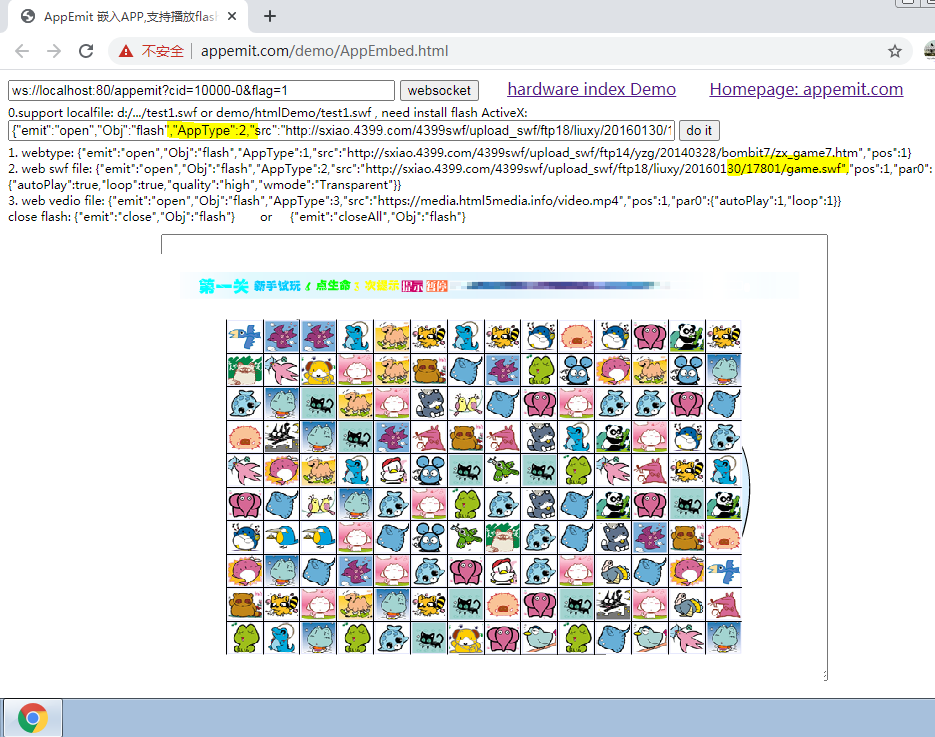 AppEmit 嵌入APP,支持播放flash
不安全 appemit.com/demo/AppEmbed.html
ws://localhost:80/appemit?cid=10000-0&flag=1 websocket hardware index Demo Homepage: appemit.com
0.support localfile: d:/.../test1.swf or demo/htmlDemo/test1.swf , need install flash ActiveX:
{"emit":"open","Obj":"flash","AppType":2,"src":"http://sxiao.4399.com/4399swf/upload_swf/ftp18/liuxy/20160130/1 do it
1. webtype: {"emit":"open","Obj":"flash","AppType":1,"src":"http://sxiao.4399.com/4399swf/upload_swf/ftp14/yzg/20140328/bombit7/zx_game7.htm","pos":1}
2. web swf file: {"emit":"open","Obj":"flash","AppType":2,"src":"http://sxiao.4399.com/4399swf/upload_swf/ftp18/liuxy/20160130/17801/game.swf","pos":1,"par0":
{"autoPlay":true,"loop":true,"quality":"high","wmode":"Transparent"}}
3. web vedio file: {"emit":"open","Obj":"flash","AppType":3,"src":"https://media.html5media.info/video.mp4","pos":1,"par0":{"autoPlay":1,"loop":1}}
close flash: {"emit":"close","Obj":"flash"} or {"emit":"closeAll","Obj":"flash"}
第一关 新手试玩 4 点生命 3 次提示 提示 暂停